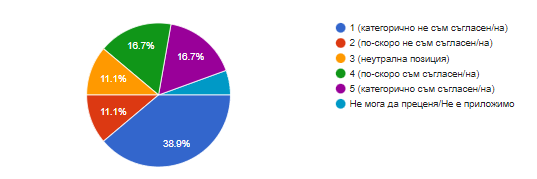 16.7%
16.7%
11.1%
11.1%
38.9%
1 (категорично не съм съгласен/на)
2 (по-скоро не съм съгласен/на)
3 (неутрална позиция)
4 (по-скоро съм съгласен/на)
5 (категорично съм съгласен/на)
Не мога да преценя/Не е приложимо